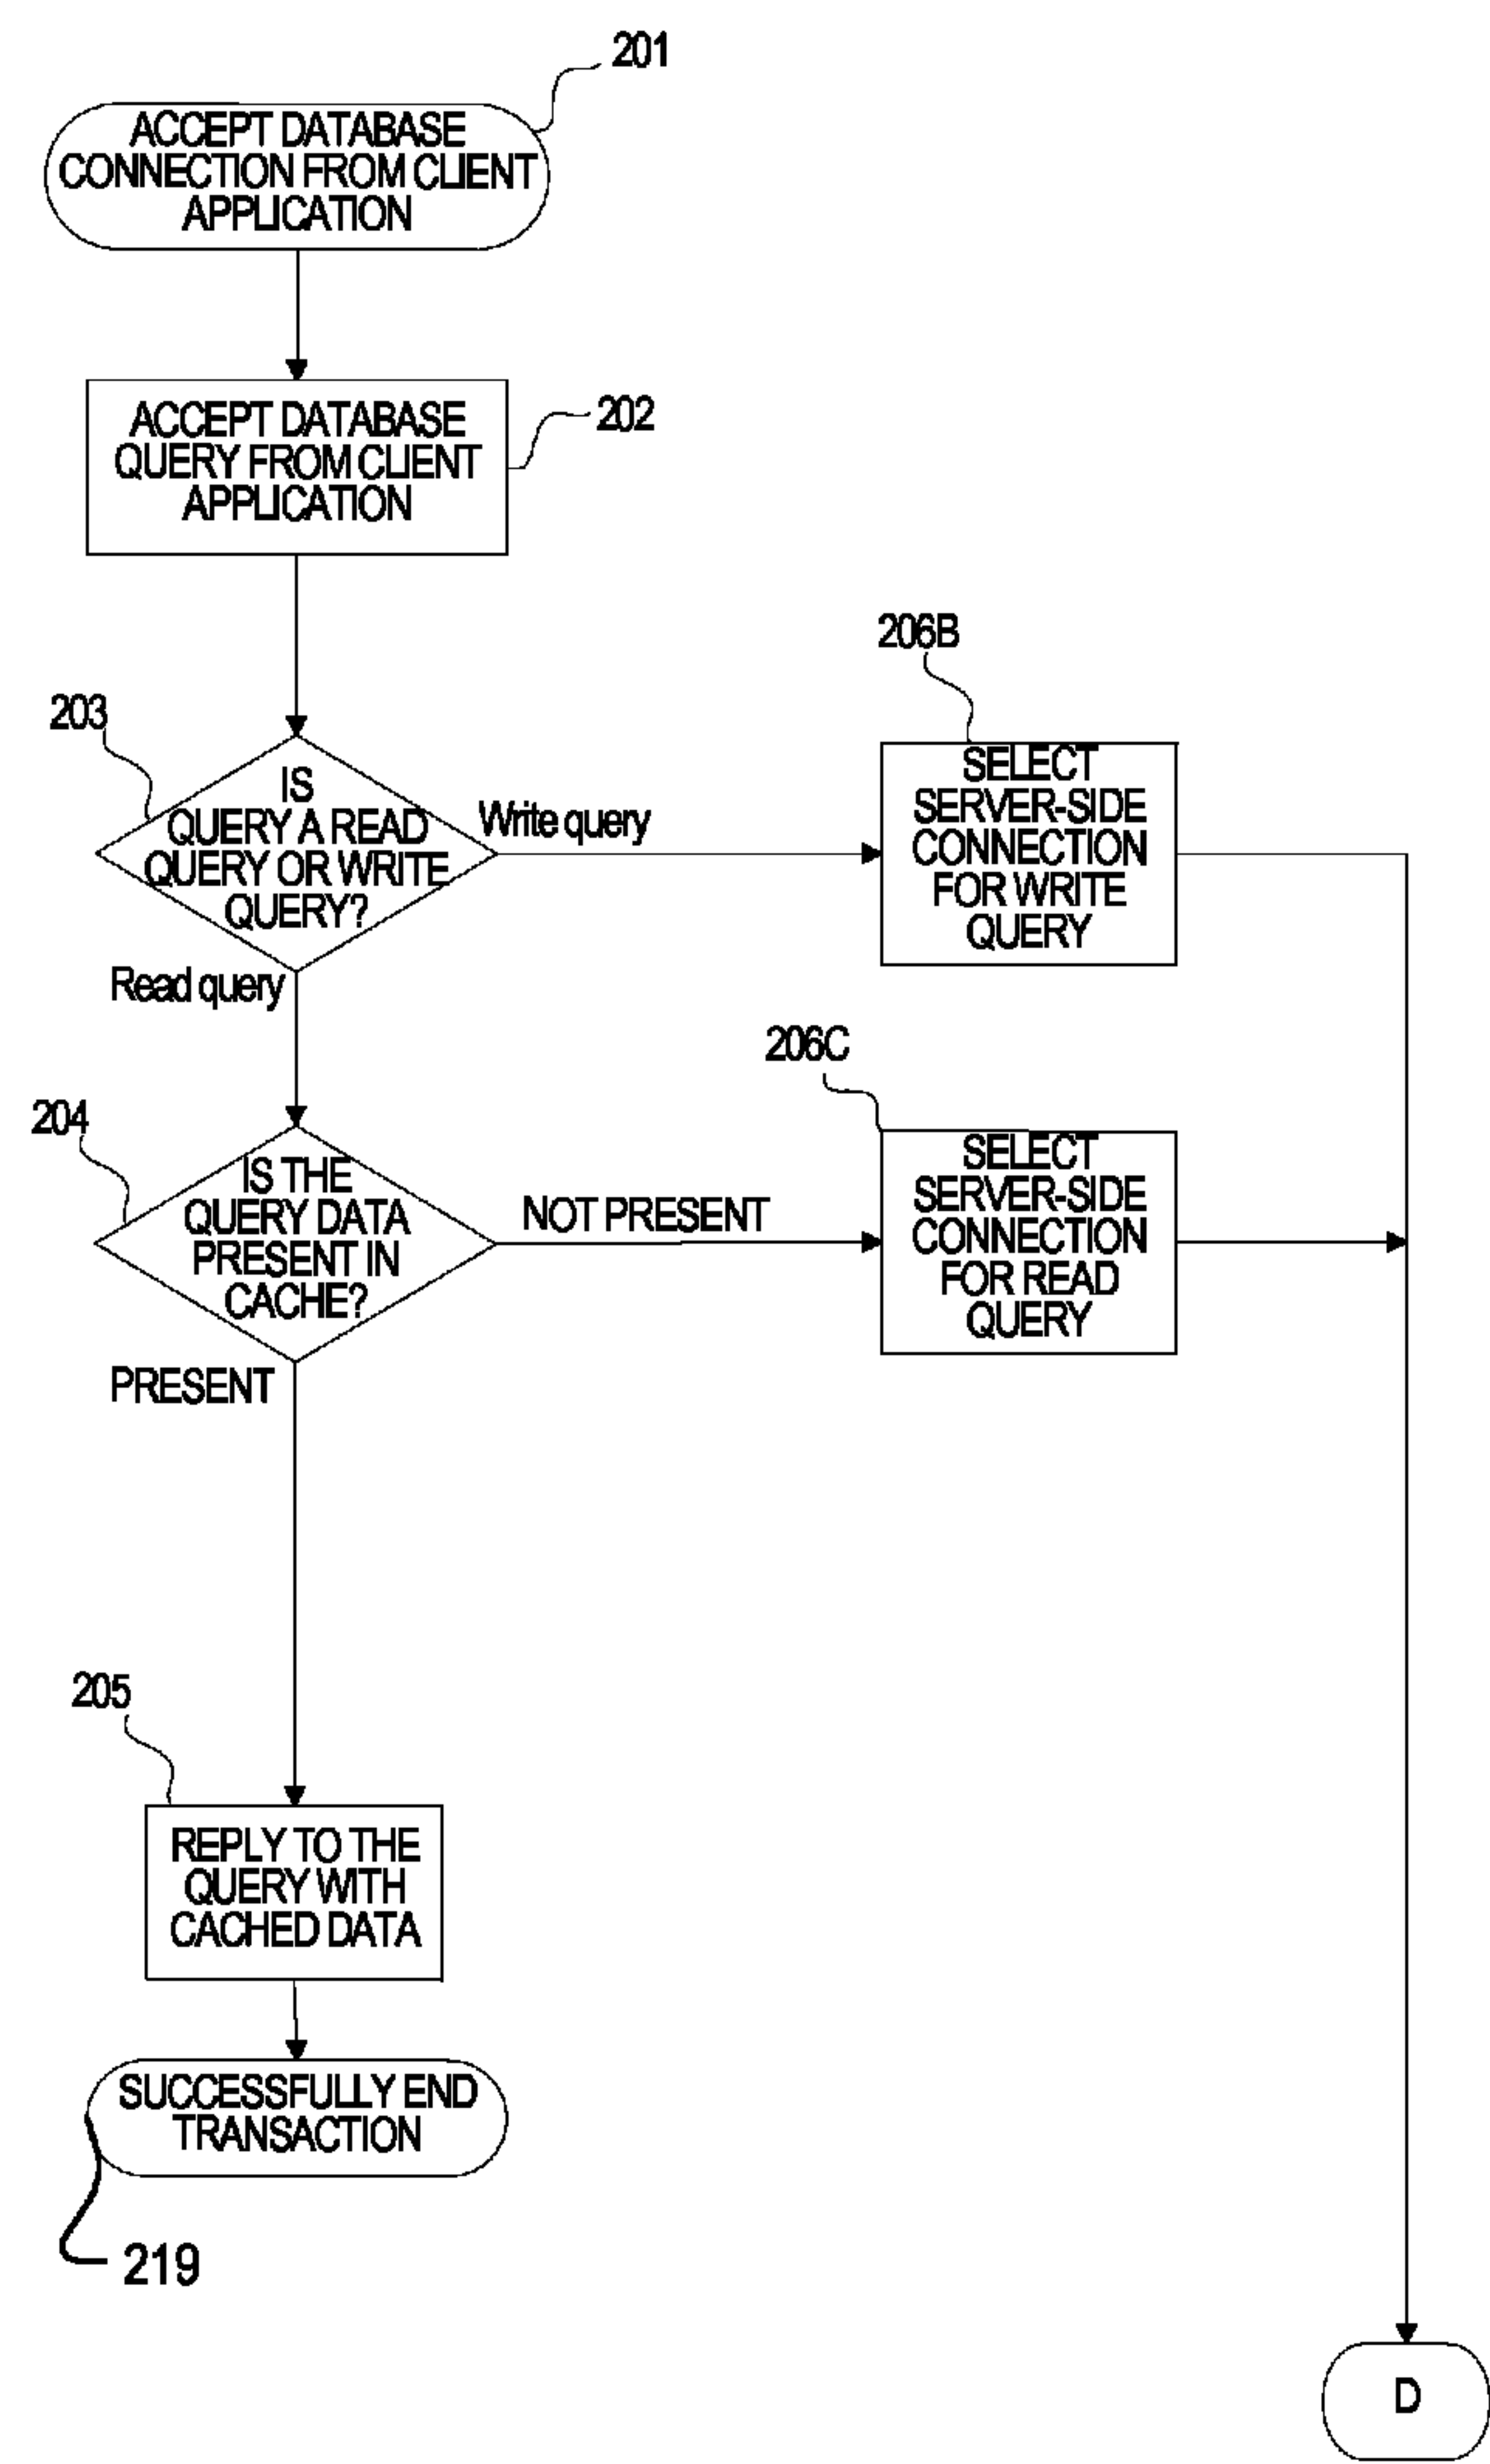 201
ACCEPT DATABASE
CONNECTION FROM CLIENT
APPLICATION
202
ACCEPT DATABASE
QUERY FROM CLIENT
APPLICATION
203
IS
QUERY A READ
QUERY OR WRITE
QUERY?
Write query
206B
SELECT
SERVER-SIDE
CONNECTION
FOR WRITE
QUERY
Read query
204
IS THE
QUERY DATA
PRESENT IN
CACHE?
NOT PRESENT
206C
SELECT
SERVER-SIDE
CONNECTION
FOR READ
QUERY
PRESENT
205
REPLY TO THE
QUERY WITH
CACHED DATA
SUCCESSFULLY END
TRANSACTION
219
D